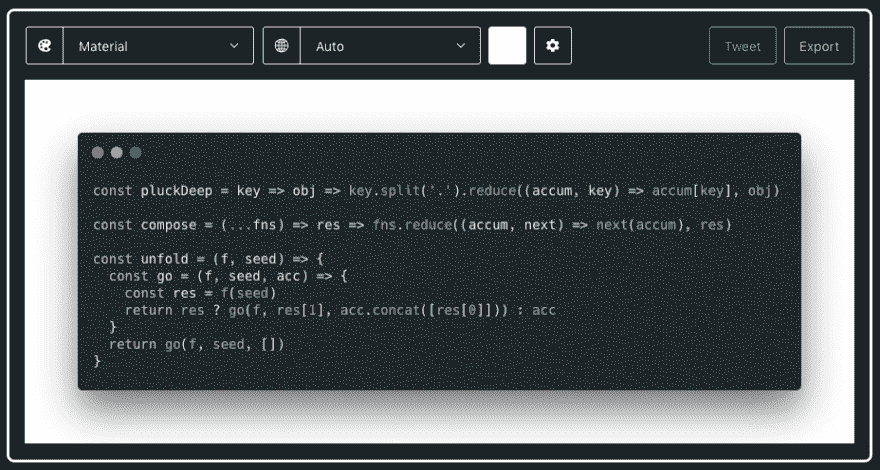 Material Auto Tweet Export
const pluckDeep = key => obj => key.split('.').reduce((accum, key) => accum[key], obj)
const compose = (...fns) => res => fns.reduce((accum, next) => next(accum), res)
const unfold = (f, seed) => {
  const go = (f, seed, acc) => {
    const res = f(seed)
    return res ? go(f, res[1], acc.concat([res[0]])) : acc
  }
  return go(f, seed, [])
}